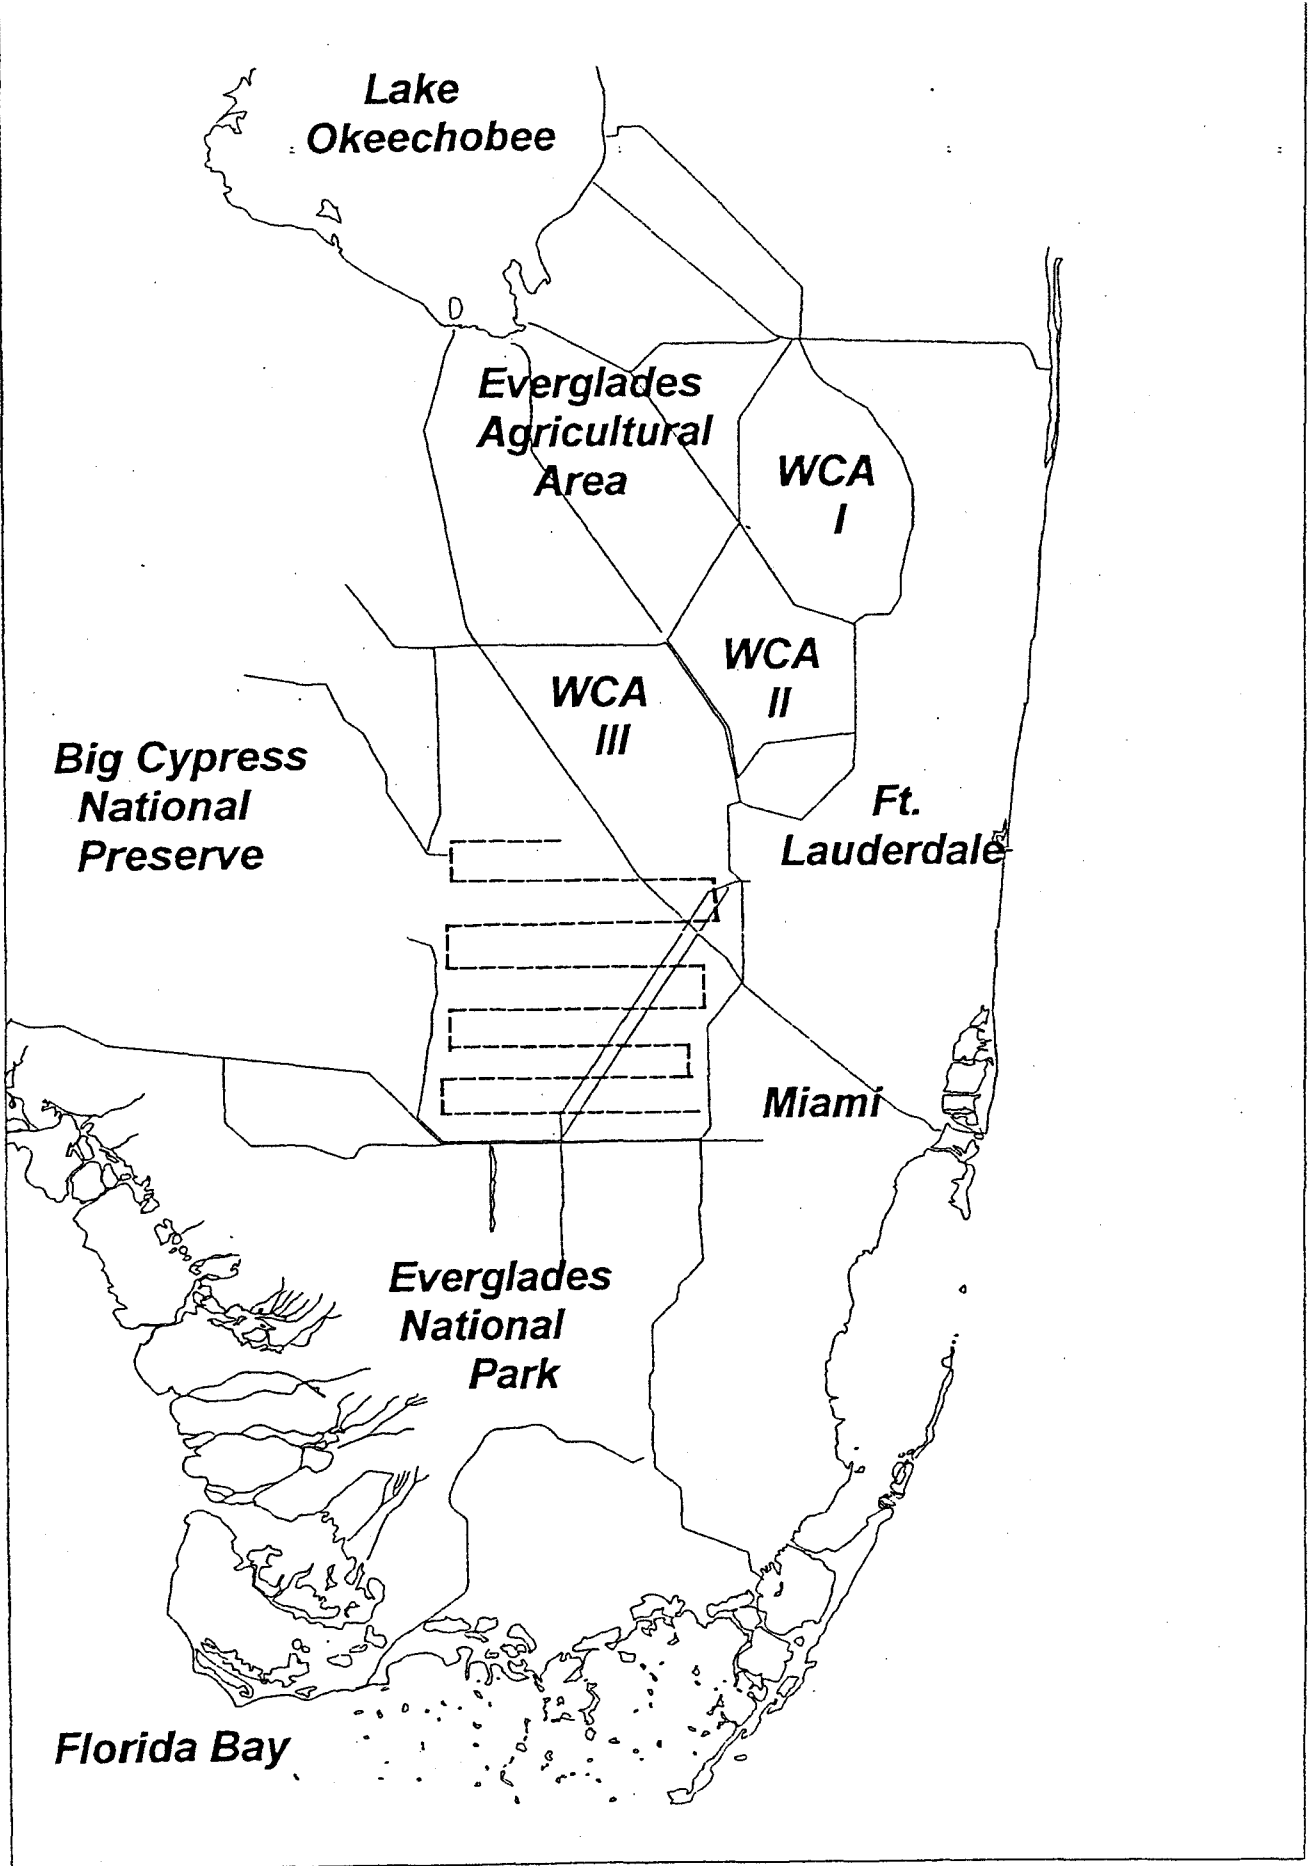 Lake
Okeechobee
Everglades
Agricultural
Area
WCA
I
WCA
II
WCA
III
Big Cypress
National
Preserve
Ft.
Lauderdale
Miami
Everglades
National
Park
Florida Bay